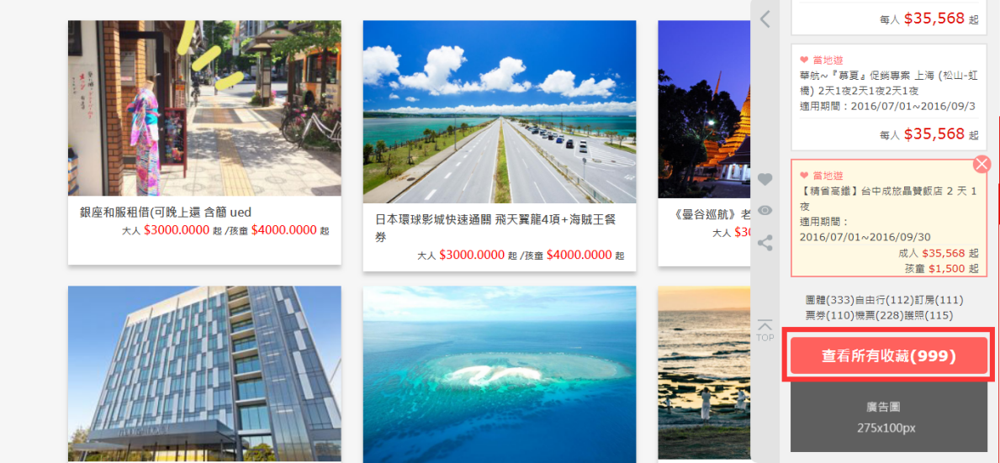 銀座和服租借(可晚上還 含簡 ued
大人 $3000.0000 起 /孩童 $4000.0000 起
日本環球影城快速通關 飛天翼龍4項+海賊王餐
券
大人 $3000.0000 起 /孩童 $4000.0000 起
《曼谷巡航》老
大人 $30
TOP
每人 $35,568 起
當地遊
華航~『慕夏』促銷專案 上海 (松山-虹
橋) 2天1夜2天1夜2天1夜
適用期間：2016/07/01~2016/09/3
每人 $35,568 起
當地遊
【精省高鐵】台中成旅晶贊飯店 2 天 1
夜
適用期間：
2016/07/01~2016/09/30
成人 $35,568 起
孩童 $1,500 起
團體(333)自由行(112)訂房(111)
票券(110)機票(228)護照(115)
查看所有收藏(999)
廣告圖
275x100px